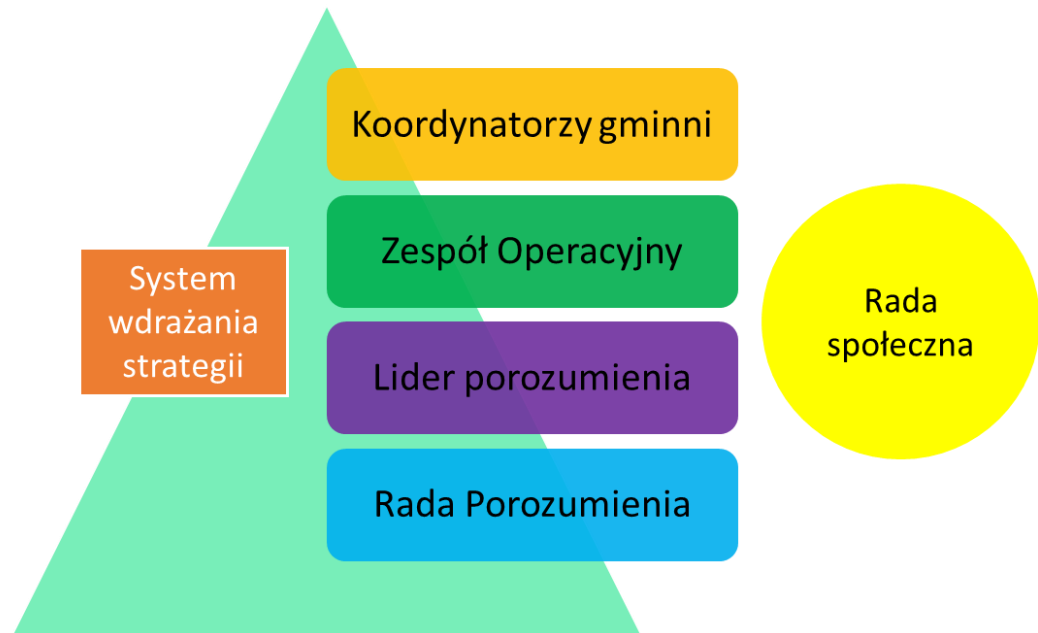 Koordynatorzy gminni
Zespół Operacyjny
System
wdrażania
strategii
Lider porozumienia
Rada Porozumienia
Rada
społeczna